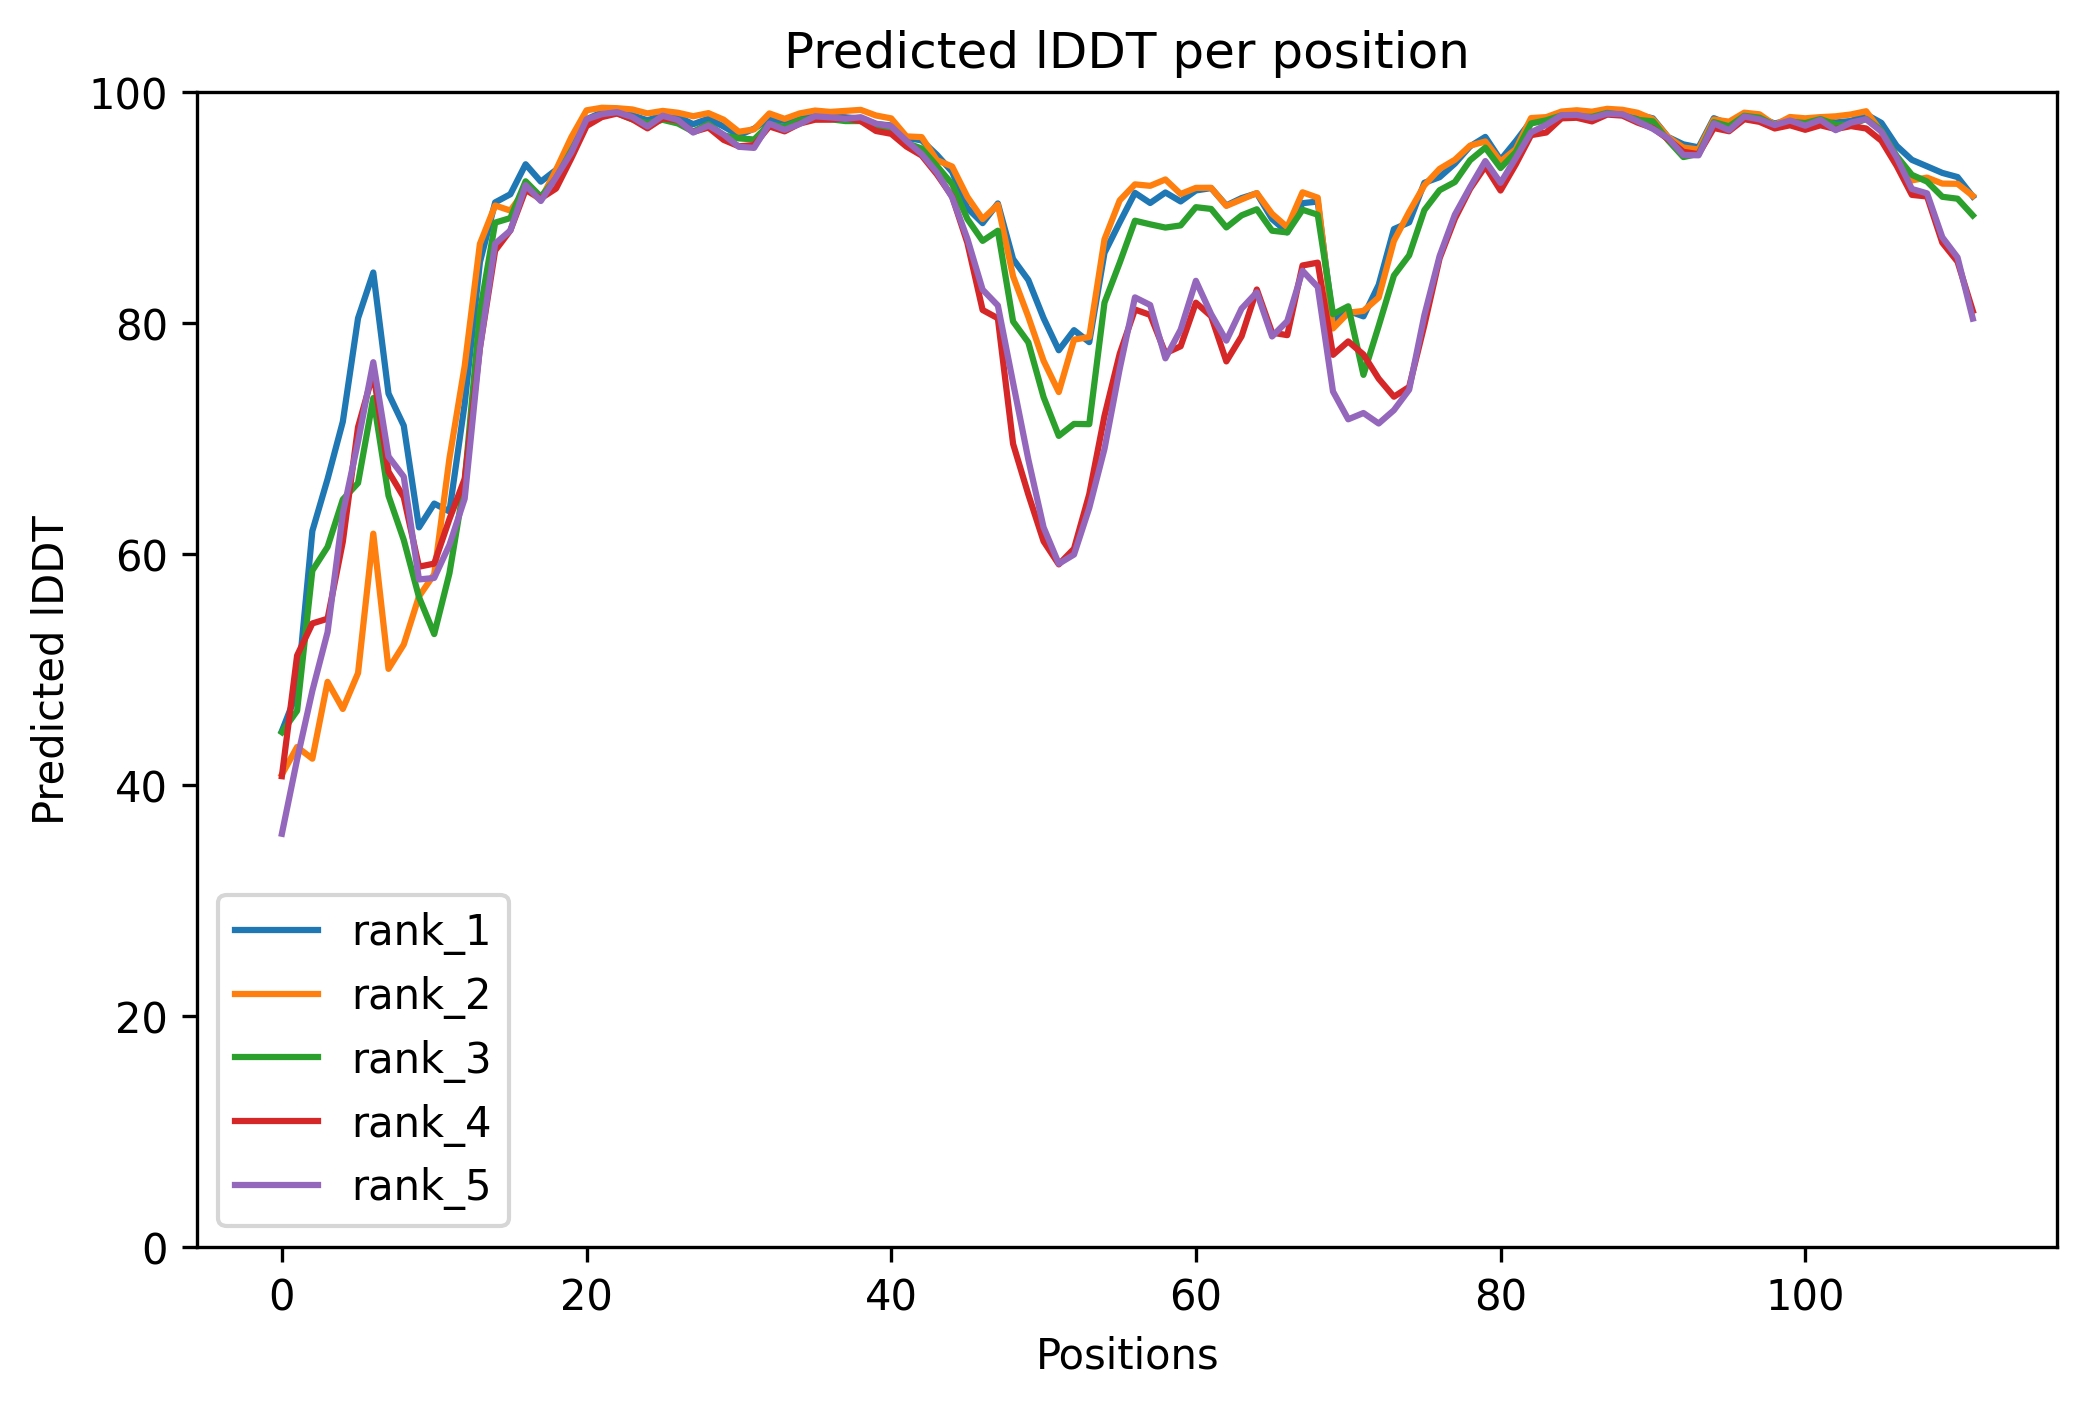 Predicted lDDT per position
100
80
60
40
20
0
Predicted lDDT
rank_1
rank_2
rank_3
rank_4
rank_5
0 20 40 60 80 100
Positions